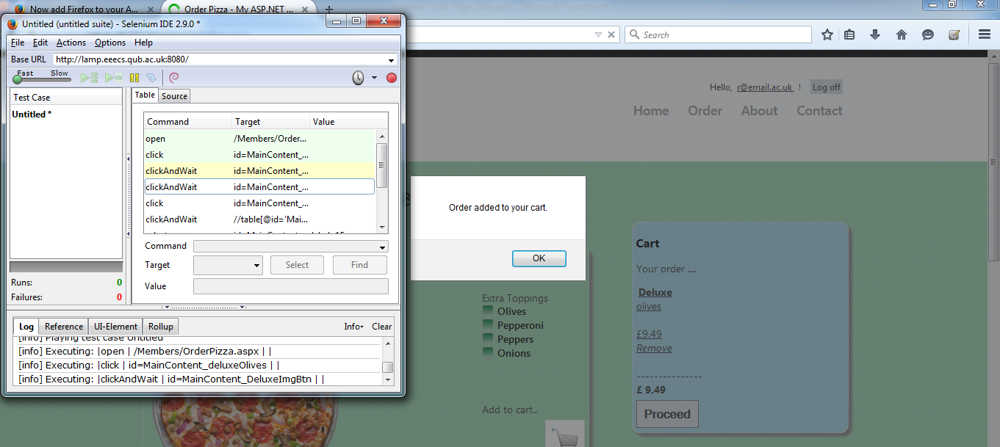 Now add Firefox to your A...
Order Pizza - My ASP.NET ...
Untitled (untitled suite) - Selenium IDE 2.9.0 *
File Edit Actions Options Help
Base URL http://lamp.eeecs.qub.ac.uk:8080/
Search
Fast Slow
Test Case
Untitled *
Runs: 0
Failures: 0
Table Source
Command Target Value
open /Members/Order...
click id=MainContent_...
clickAndWait id=MainContent_...
clickAndWait id=MainContent_...
click id=MainContent_...
clickAndWait //table[@id='Mai...
Command
Target Select Find
Value
Log Reference UI-Element Rollup Info Clear
[info] Playing test case Untitled
[info] Executing: |open | /Members/OrderPizza.aspx | |
[info] Executing: |click | id=MainContent_deluxeOlives | |
[info] Executing: |clickAndWait | id=MainContent_DeluxeImgBtn | |
Hello, r@email.ac.uk ! Log off
Home Order About Contact
Order added to your cart.
OK
Extra Toppings
Olives
Pepperoni
Peppers
Onions
Add to cart..
Cart
Your order ....
Deluxe
olives
£9.49
Remove
---------------
£ 9.49
Proceed